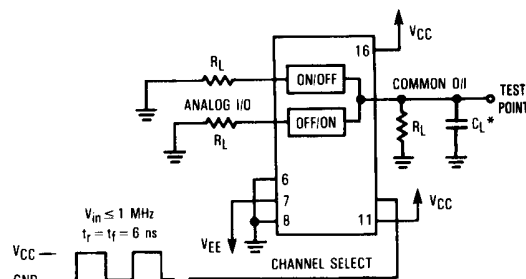 VCC
16
RL
ON/OFF
COMMON O/I
TEST
POINT
ANALOG I/O
OFF/ON
RL
RL
CL*
6
7
8
11
VCC
Vin ≤ 1 MHz
tr = tf = 6 ns
VEE
VCC
CHANNEL SELECT
GND